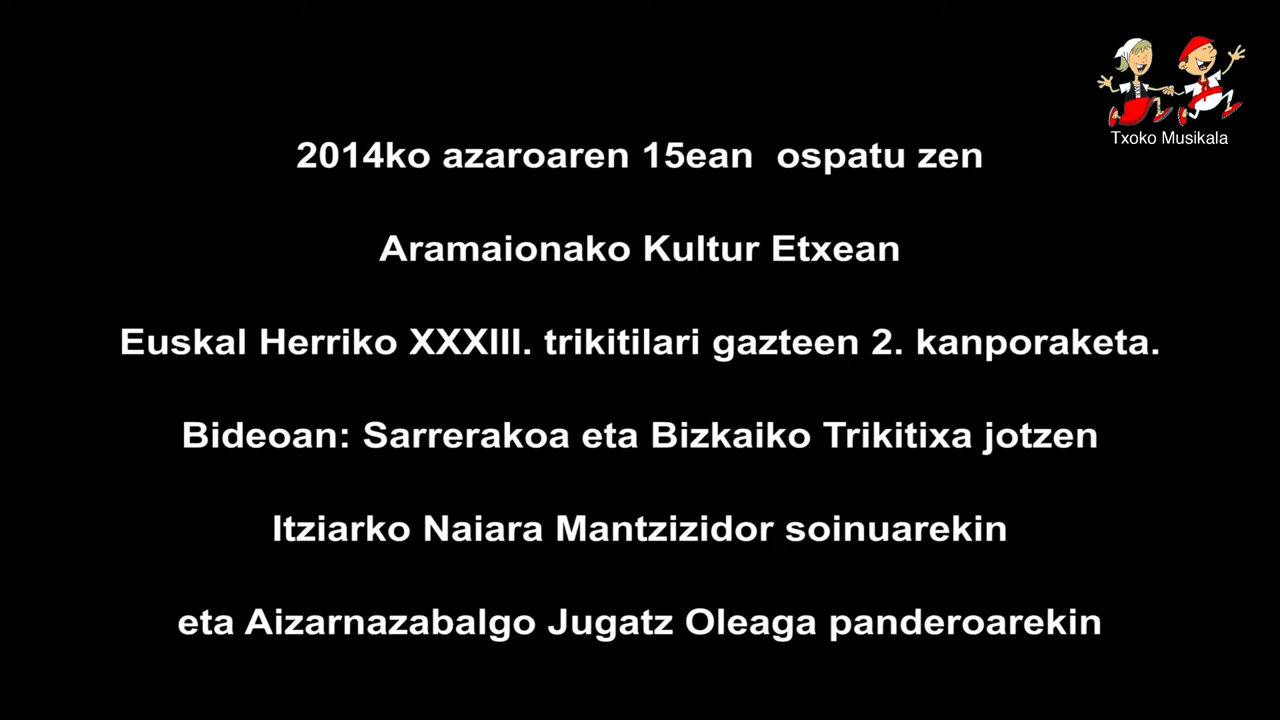 Txoko Musikala
2014ko azaroaren 15ean  ospatu zen
Aramaionako Kultur Etxean
Euskal Herriko XXXIII. trikitilari gazteen 2. kanporaketa.
Bideoan: Sarrerakoa eta Bizkaiko Trikitixa jotzen
Itziarko Naiara Mantzizidor soinuarekin
eta Aizarnazabalgo Jugatz Oleaga panderoarekin